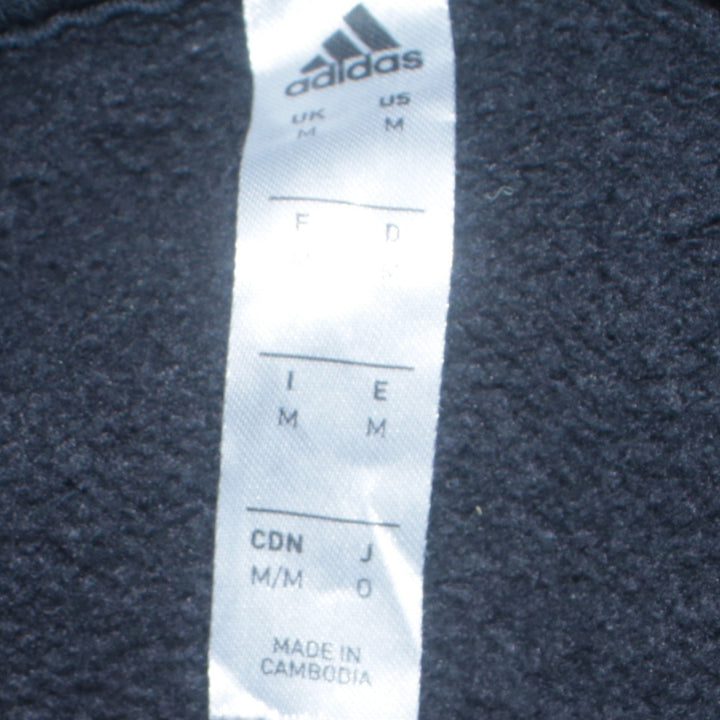 adidas
UK US
M M
F D
M M
I E
M M
CDN J
M/M O
MADE IN
CAMBODIA